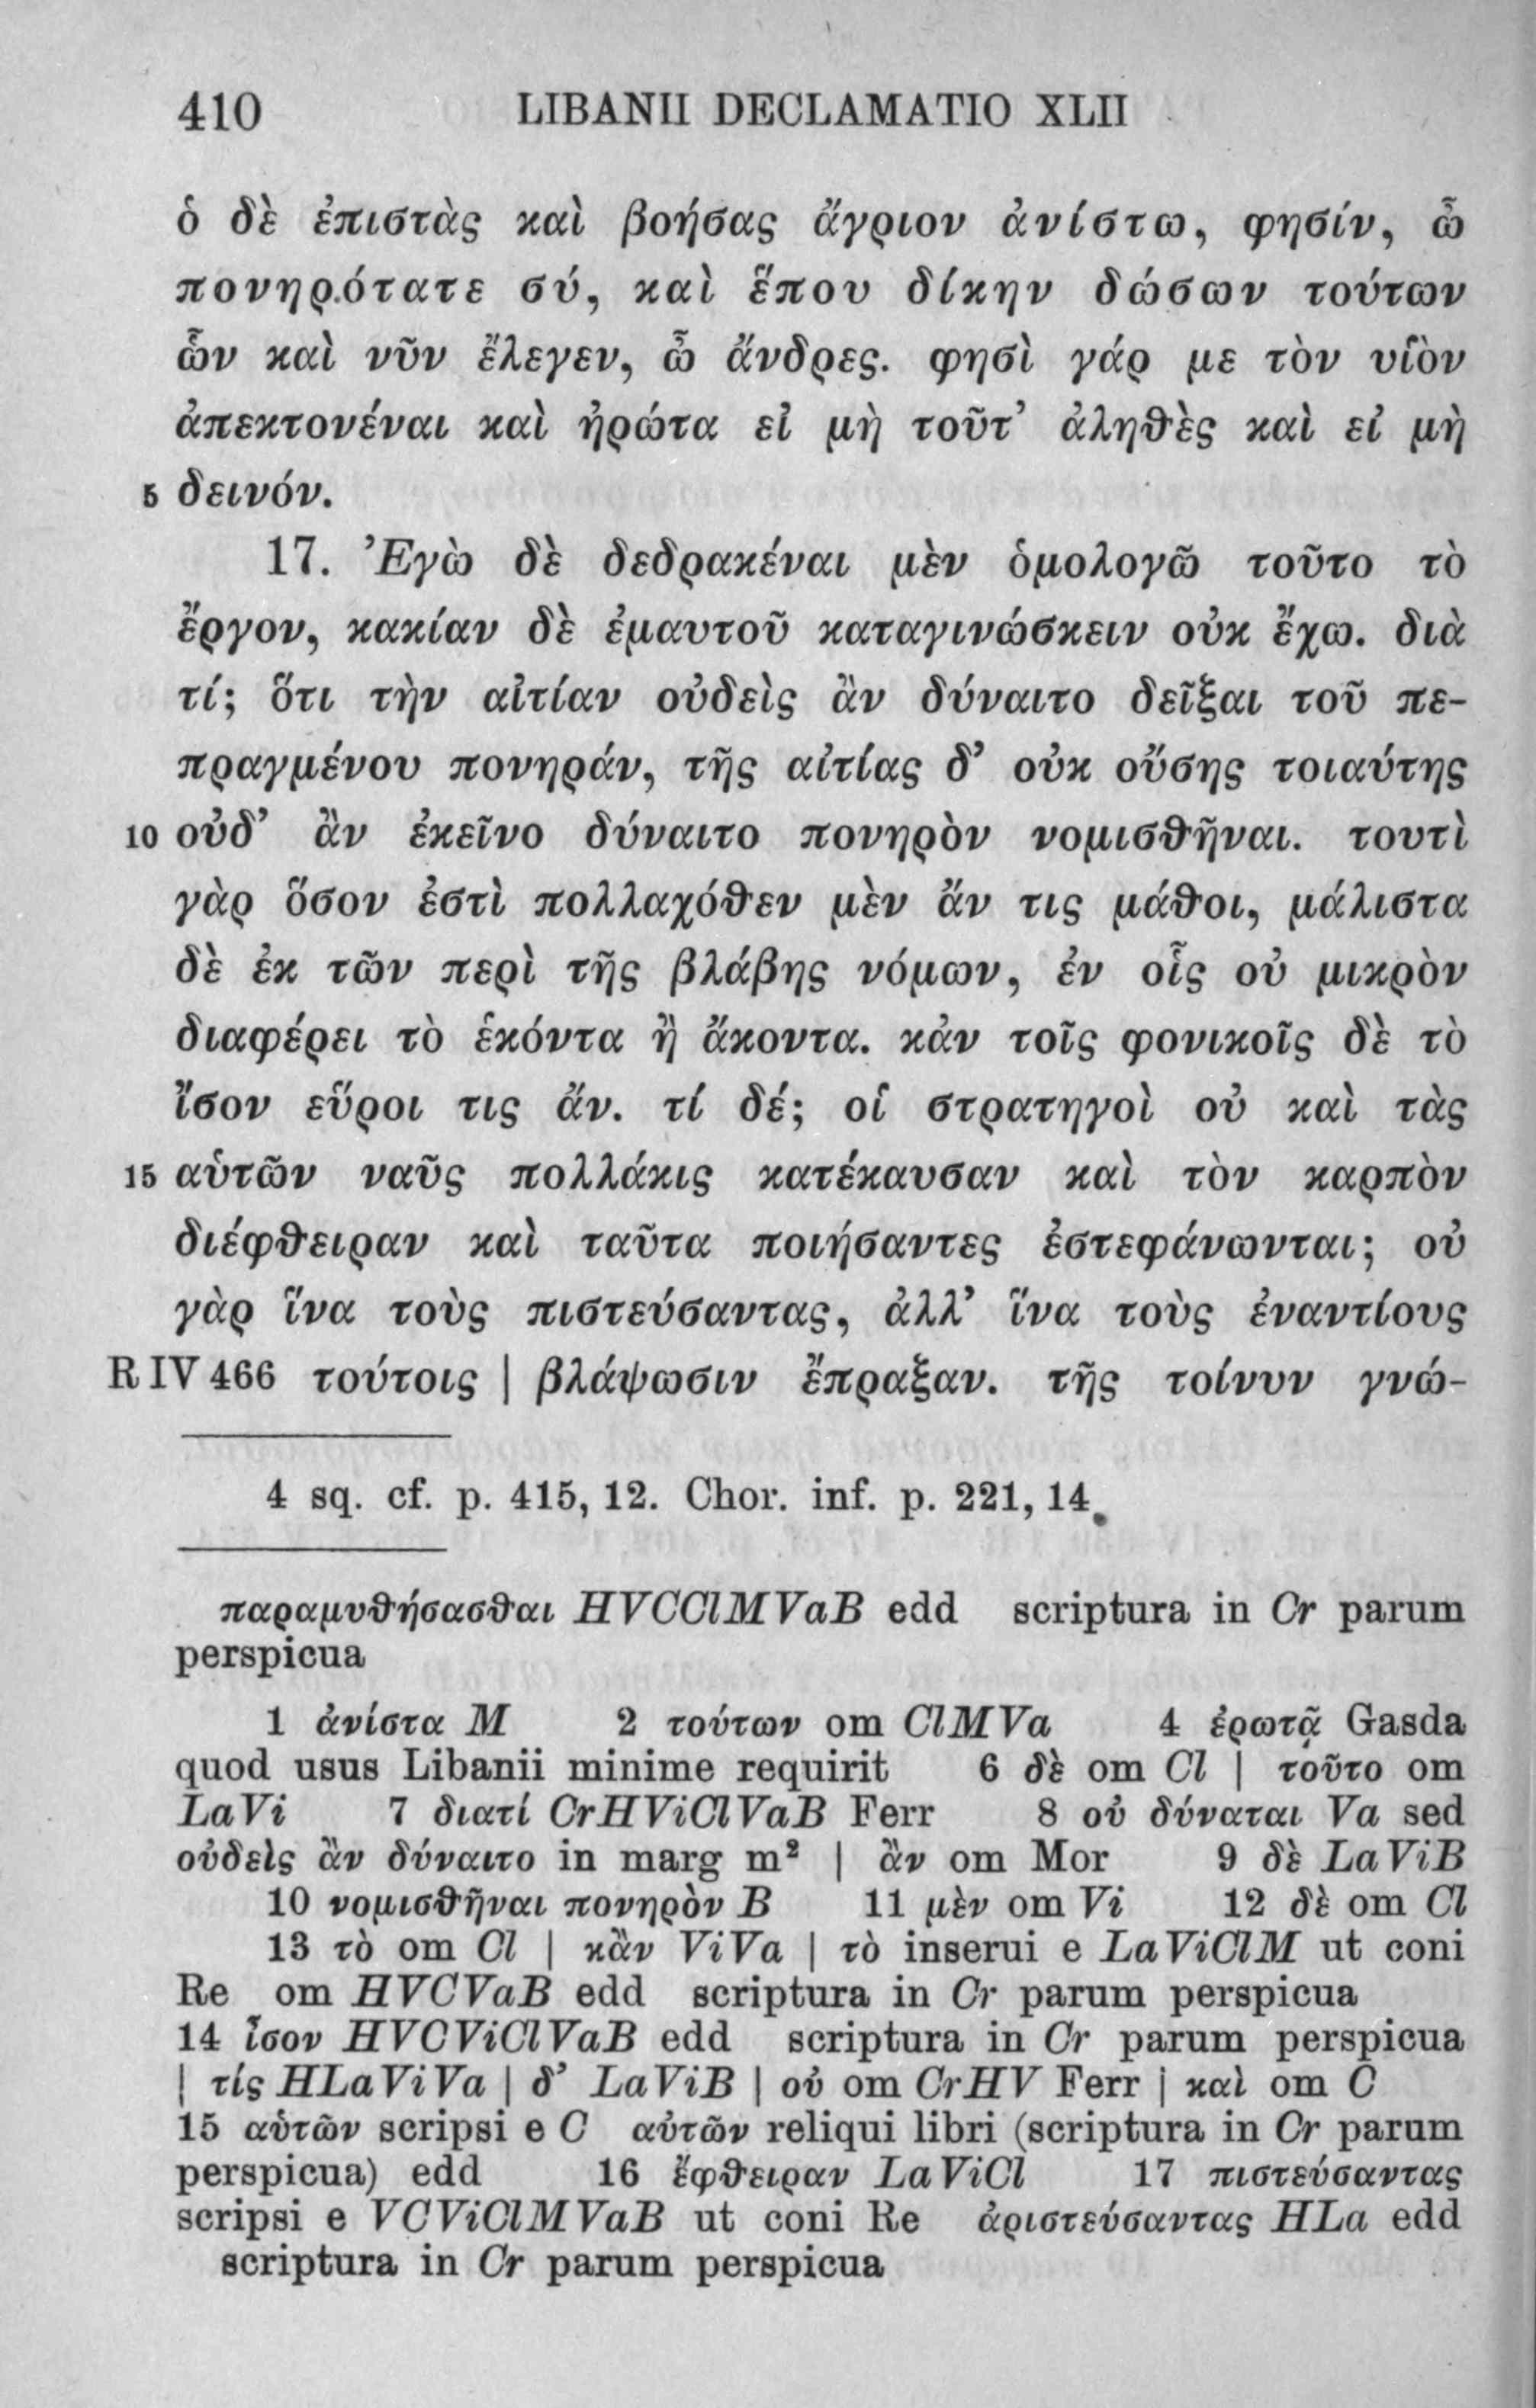 410 LIBANII DECLAMATIO XLII
ὁ δὲ ἐπιστὰς καὶ βοήσας ἄγριον ἀνίστω, φησίν, ὦ
πονηρότατε σύ, καὶ ἕπου δίκην δώσων τούτων
ὧν καὶ νῦν ἔλεγεν, ὦ ἄνδρες. φησὶ γάρ με τὸν υἱὸν
ἀπεκτονέναι καὶ ἠρώτα εἰ μὴ τοῦτ’ ἀληθὲς καὶ εἰ μὴ
5 δεινόν.
17. Ἐγὼ δὲ δεδρακέναι μὲν ὁμολογῶ τοῦτο τὸ
ἔργον, κακίαν δὲ ἐμαυτοῦ καταγινώσκειν οὐκ ἔχω. διὰ
τί; ὅτι τὴν αἰτίαν οὐδεὶς ἂν δύναιτο δεῖξαι τοῦ πε-
πραγμένου πονηράν, τῆς αἰτίας δ’ οὐκ οὔσης τοιαύτης
10 οὐδ’ ἂν ἐκεῖνο δύναιτο πονηρὸν νομισθῆναι. τουτὶ
γὰρ ὅσον ἐστὶ πολλαχόθεν μὲν ἄν τις μάθοι, μάλιστα
δὲ ἐκ τῶν περὶ τῆς βλάβης νόμων, ἐν οἷς οὐ μικρὸν
διαφέρει τὸ ἑκόντα ἢ ἄκοντα. κἀν τοῖς φονικοῖς δὲ τὸ
ἴσον εὕροι τις ἄν. τί δέ; οἱ στρατηγοὶ οὐ καὶ τὰς
15 αὑτῶν ναῦς πολλάκις κατέκαυσαν καὶ τὸν καρπὸν
διέφθειραν καὶ ταῦτα ποιήσαντες ἐστεφάνωνται; οὐ
γὰρ ἵνα τοὺς πιστεύσαντας, ἀλλ’ ἵνα τοὺς ἐναντίους
R IV 466 τούτοις | βλάψωσιν ἔπραξαν. τῆς τοίνυν γνώ-
4 sq. cf. p. 415, 12. Chor. inf. p. 221, 14.
παραμυθήσασθαι HVCClMVaB edd scriptura in Cr parum
perspicua
1 ἀνίστα M 2 τούτων om ClMVa 4 ἐρωτᾷ Gasda
quod usus Libanii minime requirit 6 δὲ om Cl | τοῦτο om
LaVi 7 διατί CrHViClVaB Ferr 8 οὐ δύναται Va sed
οὐδεὶς ἂν δύναιτο in marg m² | ἂν om Mor 9 δὲ LaViB
10 νομισθῆναι πονηρὸν B 11 μὲν om Vi 12 δὲ om Cl
13 τὸ om Cl | κἂν ViVa | τὸ inserui e LaViClM ut coni
Re om HVCVaB edd scriptura in Cr parum perspicua
14 ἶσον HVCViClVaB edd scriptura in Cr parum perspicua
| τίς HLaViVa | δ’ LaViB | οὐ om CrHV Ferr | καὶ om C
15 αὑτῶν scripsi e C αὐτῶν reliqui libri (scriptura in Cr parum
perspicua) edd 16 ἔφθειραν LaViCl 17 πιστεύσαντας
scripsi e VCViClMVaB ut coni Re ἀριστεύσαντας HLa edd
scriptura in Cr parum perspicua